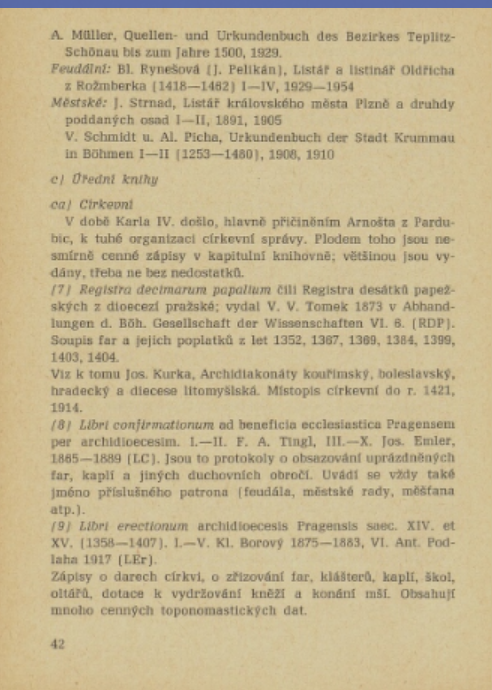 A. Müller, Quellen- und Urkundenbuch des Bezirkes Teplitz-
Schönau bis zum Jahre 1500, 1929.
Feudální: Bl. Rynešová (J. Pelikán), Listář a listinář Oldřicha
z Rožmberka (1418—1462) I—IV, 1929—1954
Městské: J. Strnad, Listář královského města Plzně a druhdy
poddaných osad I—II, 1891, 1905
V. Schmidt u. Al. Picha, Urkundenbuch der Stadt Krummau
in Böhmen I—II (1253—1480), 1908, 1910
c) Úřední knihy
ca) Církevní
V době Karla IV. došlo, hlavně přičiněním Arnošta z Pardu-
bic, k tuhé organizaci církevní správy. Plodem toho jsou ne-
smírně cenné zápisy v kapitulní knihovně; většinou jsou vy-
dány, třeba ne bez nedostatků.
(7) Registra decimarum papalium čili Registra desátků papež-
ských z dioecezí pražské; vydal V. V. Tomek 1873 v Abhand-
lungen d. Böh. Gesellschaft der Wissenschaften VI. 6. (RDP).
Soupis far a jejich poplatků z let 1352, 1367, 1369, 1384, 1399,
1403, 1404.
Viz k tomu Jos. Kurka, Archidiakonáty kouřimský, boleslavský,
hradecký a diecese litomyšlská. Místopis církevní do r. 1421,
1914.
(8) Libri confirmationum ad beneficia ecclesiastica Pragensem
per archidioecesim. I.—II. F. A. Tingl, III.—X. Jos. Emler,
1865—1889 (LC). Jsou to protokoly o obsazování uprázdněných
far, kaplí a jiných duchovních obročí. Uvádí se vždy také
jméno příslušného patrona (feudála, městské rady, měšťana
atp.).
(9) Libri erectionum archidioecesis Pragensis saec. XIV. et
XV. (1358—1407). I.—V. Kl. Borový 1875—1883, VI. Ant. Pod-
laha 1917 (LEr).
Zápisy o darech církvi, o zřizování far, klášterů, kaplí, škol,
oltářů, dotace k vydržování kněží a konání mší. Obsahují
mnoho cenných toponomastických dat.
42